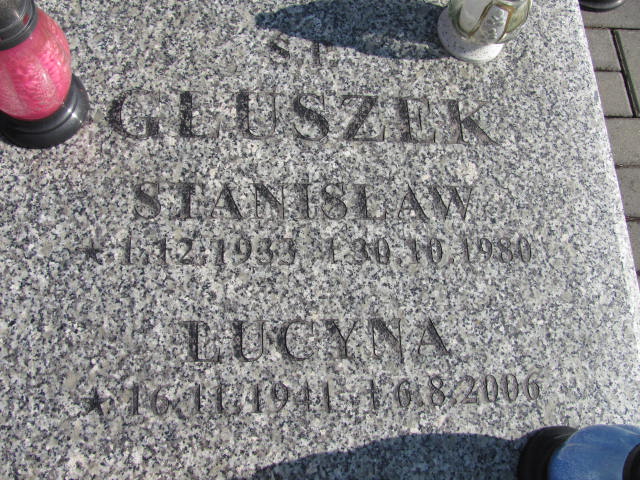 Ś P
GŁUSZEK
STANISŁAW
★ 1.12.1933 † 30.10.1980
LUCYNA
★ 16.11.1941 † 6.8.2006